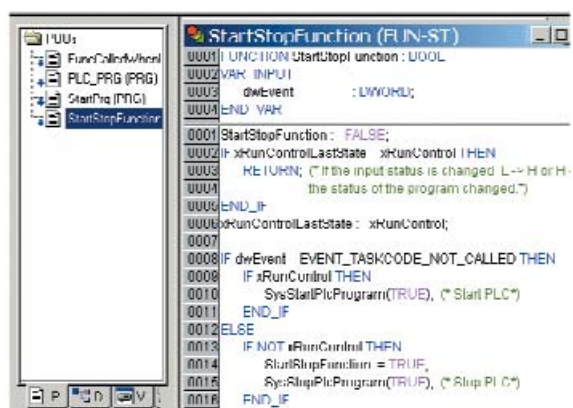 POUs
FuncCalledWhenI
PLC_PRG (PRG)
StartPrg (PRG)
StartStopFunction
P D V
StartStopFunction (FUN-ST)
0001 FUNCTION StartStopFunction : BOOL
0002 VAR_INPUT
0003 dwEvent : DWORD;
0004 END_VAR
0001 StartStopFunction : FALSE;
0002 IF xRunControlLastState xRunControl THEN
0003 RETURN; (* If the input status is changed L -> H or H -
0004 the status of the program changed.*)
0005 END_IF
0006 xRunControlLastState : xRunControl;
0007
0008 IF dwEvent EVENT_TASKCODE_NOT_CALLED THEN
0009 IF xRunControl THEN
0010 SysStartPlcProgram(TRUE); (* Start PLC*)
0011 END_IF
0012 ELSE
0013 IF NOT xRunControl THEN
0014 StartStopFunction = TRUE;
0015 SysStopPlcProgram(TRUE); (* Stop PLC*)
0016 END_IF